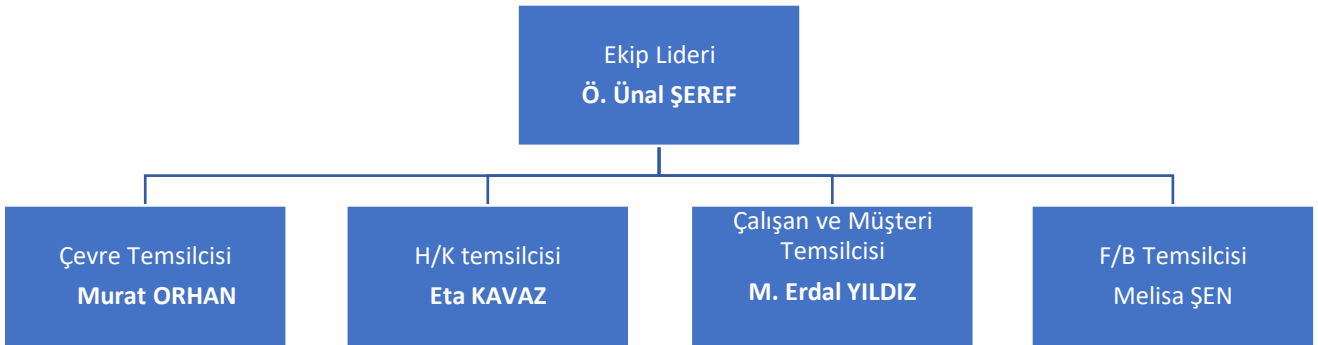 Ekip Lideri
Ö. Ünal ŞEREF
Çevre Temsilcisi
Murat ORHAN
H/K temsilcisi
Eta KAVAZ
Çalışan ve Müşteri
Temsilcisi
M. Erdal YILDIZ
F/B Temsilcisi
Melisa ŞEN